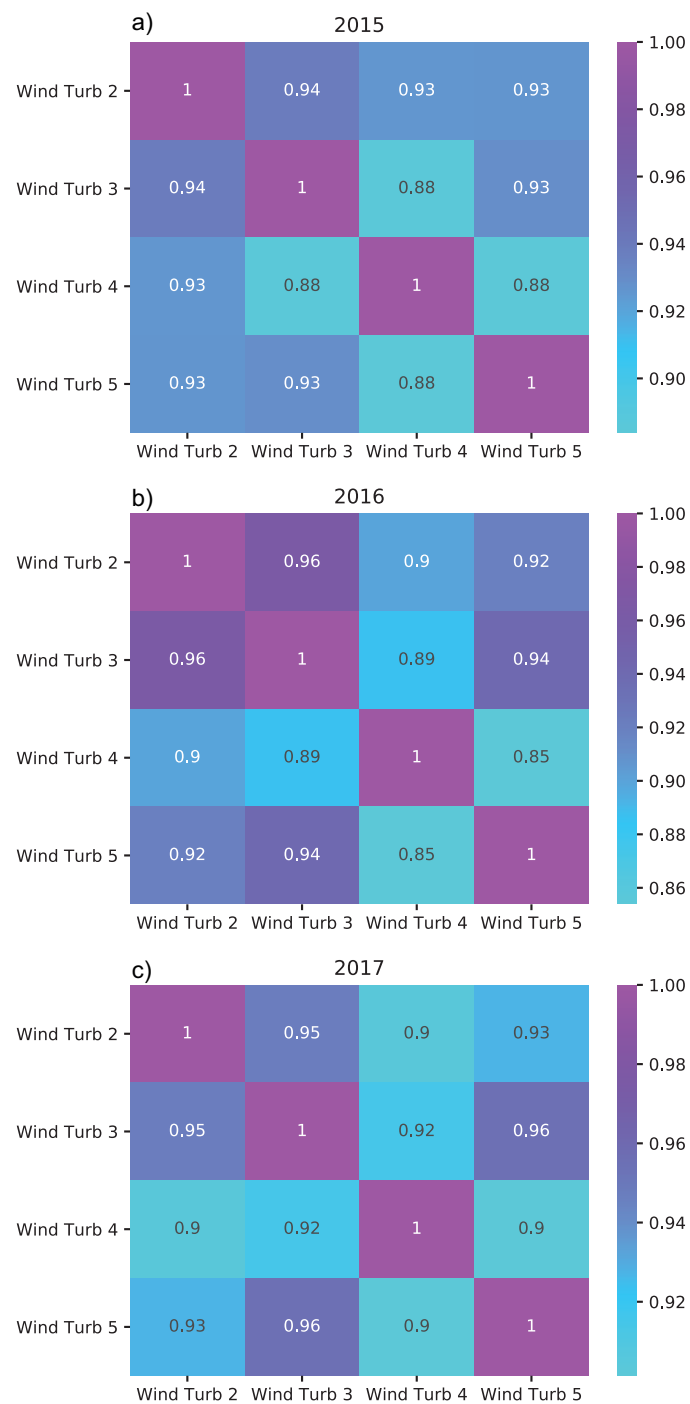 a)
2015
Wind Turb 2 1 0.94 0.93 0.93
Wind Turb 3 0.94 1 0.88 0.93
Wind Turb 4 0.93 0.88 1 0.88
Wind Turb 5 0.93 0.93 0.88 1
Wind Turb 2 Wind Turb 3 Wind Turb 4 Wind Turb 5
1.00
0.98
0.96
0.94
0.92
0.90
b)
2016
Wind Turb 2 1 0.96 0.9 0.92
Wind Turb 3 0.96 1 0.89 0.94
Wind Turb 4 0.9 0.89 1 0.85
Wind Turb 5 0.92 0.94 0.85 1
Wind Turb 2 Wind Turb 3 Wind Turb 4 Wind Turb 5
1.00
0.98
0.96
0.94
0.92
0.90
0.88
0.86
c)
2017
Wind Turb 2 1 0.95 0.9 0.93
Wind Turb 3 0.95 1 0.92 0.96
Wind Turb 4 0.9 0.92 1 0.9
Wind Turb 5 0.93 0.96 0.9 1
Wind Turb 2 Wind Turb 3 Wind Turb 4 Wind Turb 5
1.00
0.98
0.96
0.94
0.92